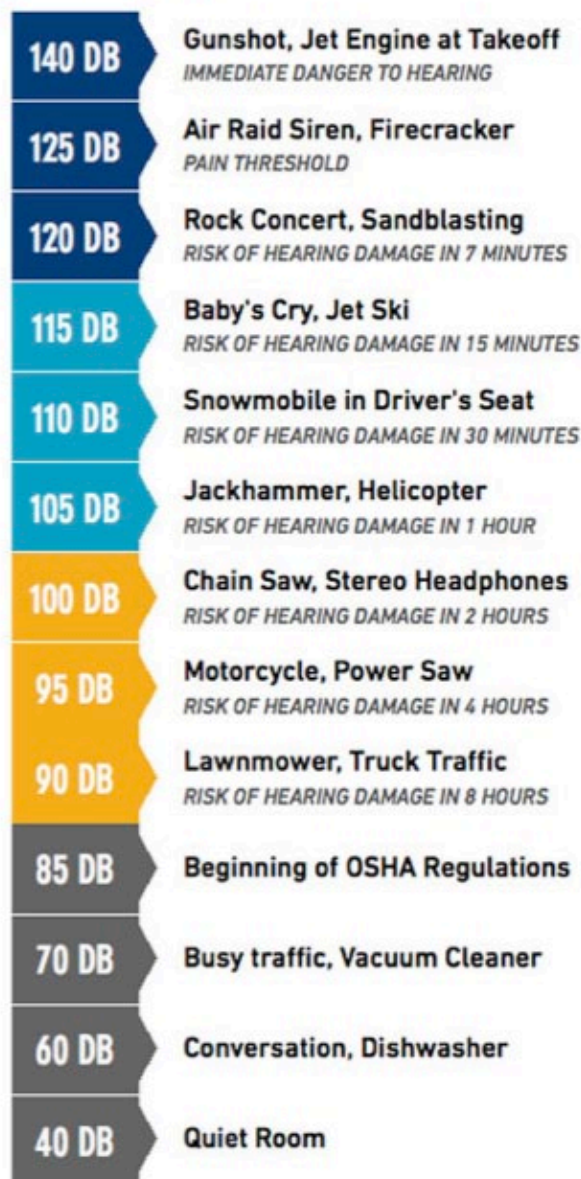 140 DB
Gunshot, Jet Engine at Takeoff
IMMEDIATE DANGER TO HEARING
125 DB
Air Raid Siren, Firecracker
PAIN THRESHOLD
120 DB
Rock Concert, Sandblasting
RISK OF HEARING DAMAGE IN 7 MINUTES
115 DB
Baby's Cry, Jet Ski
RISK OF HEARING DAMAGE IN 15 MINUTES
110 DB
Snowmobile in Driver's Seat
RISK OF HEARING DAMAGE IN 30 MINUTES
105 DB
Jackhammer, Helicopter
RISK OF HEARING DAMAGE IN 1 HOUR
100 DB
Chain Saw, Stereo Headphones
RISK OF HEARING DAMAGE IN 2 HOURS
95 DB
Motorcycle, Power Saw
RISK OF HEARING DAMAGE IN 4 HOURS
90 DB
Lawnmower, Truck Traffic
RISK OF HEARING DAMAGE IN 8 HOURS
85 DB
Beginning of OSHA Regulations
70 DB
Busy traffic, Vacuum Cleaner
60 DB
Conversation, Dishwasher
40 DB
Quiet Room